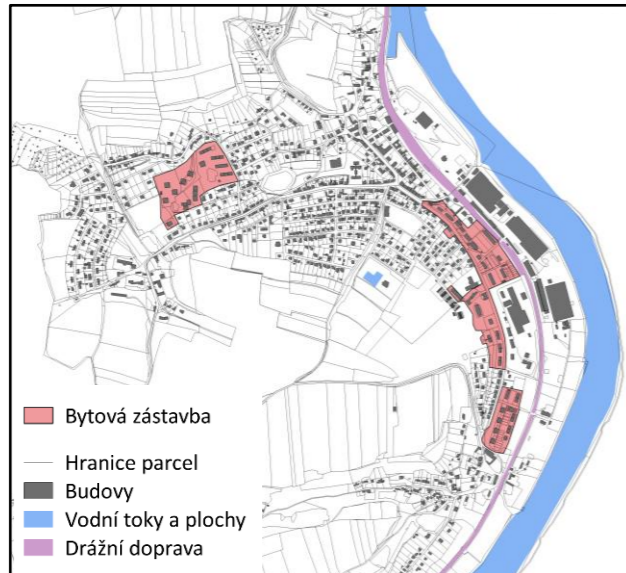 Bytová zástavba
Hranice parcel
Budovy
Vodní toky a plochy
Drážní doprava